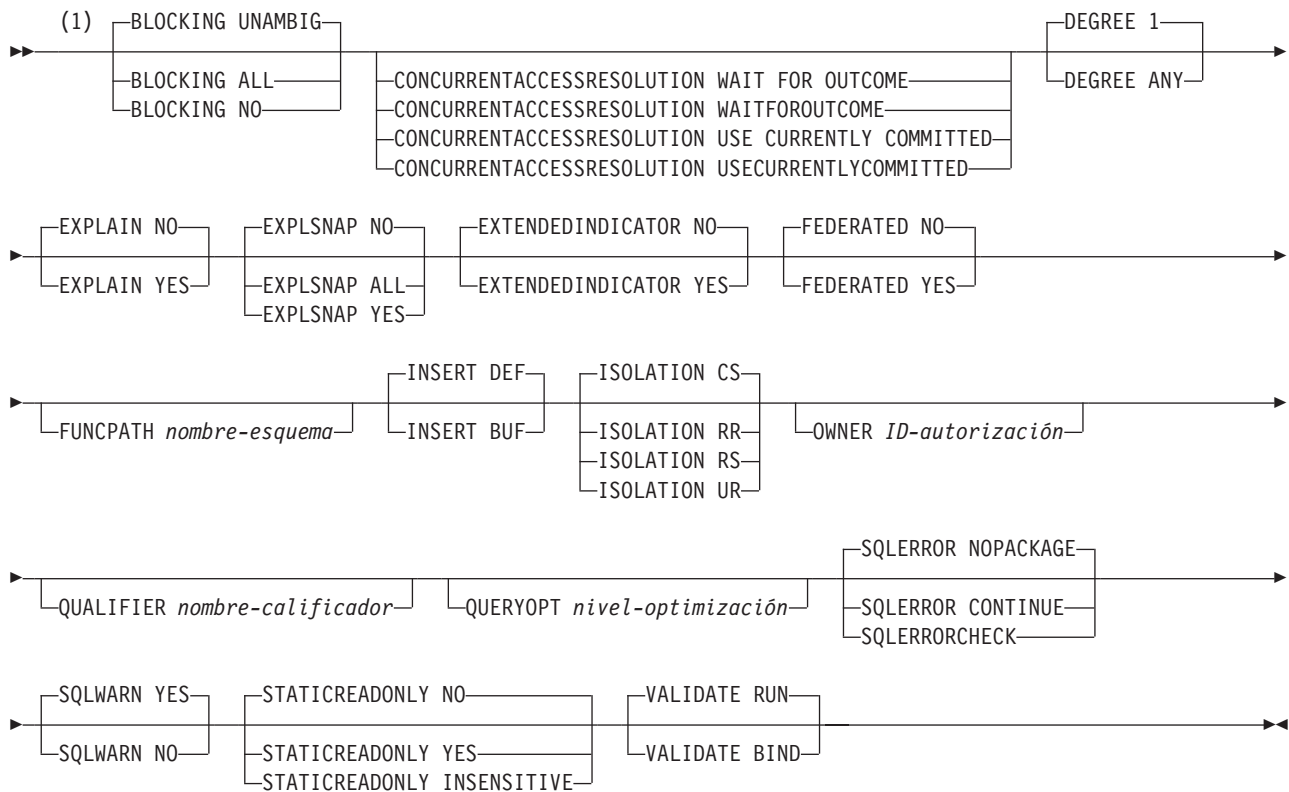 (1) BLOCKING UNAMBIG DEGREE 1
BLOCKING ALL CONCURRENTACCESSRESOLUTION WAIT FOR OUTCOME DEGREE ANY
BLOCKING NO CONCURRENTACCESSRESOLUTION WAITFOROUTCOME
CONCURRENTACCESSRESOLUTION USE CURRENTLY COMMITTED
CONCURRENTACCESSRESOLUTION USECURRENTLYCOMMITTED
EXPLAIN NO EXPLSNAP NO EXTENDEDINDICATOR NO FEDERATED NO
EXPLAIN YES EXPLSNAP ALL EXTENDEDINDICATOR YES FEDERATED YES
EXPLSNAP YES
INSERT DEF ISOLATION CS
FUNCPATH nombre-esquema INSERT BUF ISOLATION RR OWNER ID-autorización
ISOLATION RS
ISOLATION UR
SQLERROR NOPACKAGE
QUALIFIER nombre-calificador QUERYOPT nivel-optimización SQLERROR CONTINUE
SQLERRORCHECK
SQLWARN YES STATICREADONLY NO VALIDATE RUN
SQLWARN NO STATICREADONLY YES VALIDATE BIND
STATICREADONLY INSENSITIVE